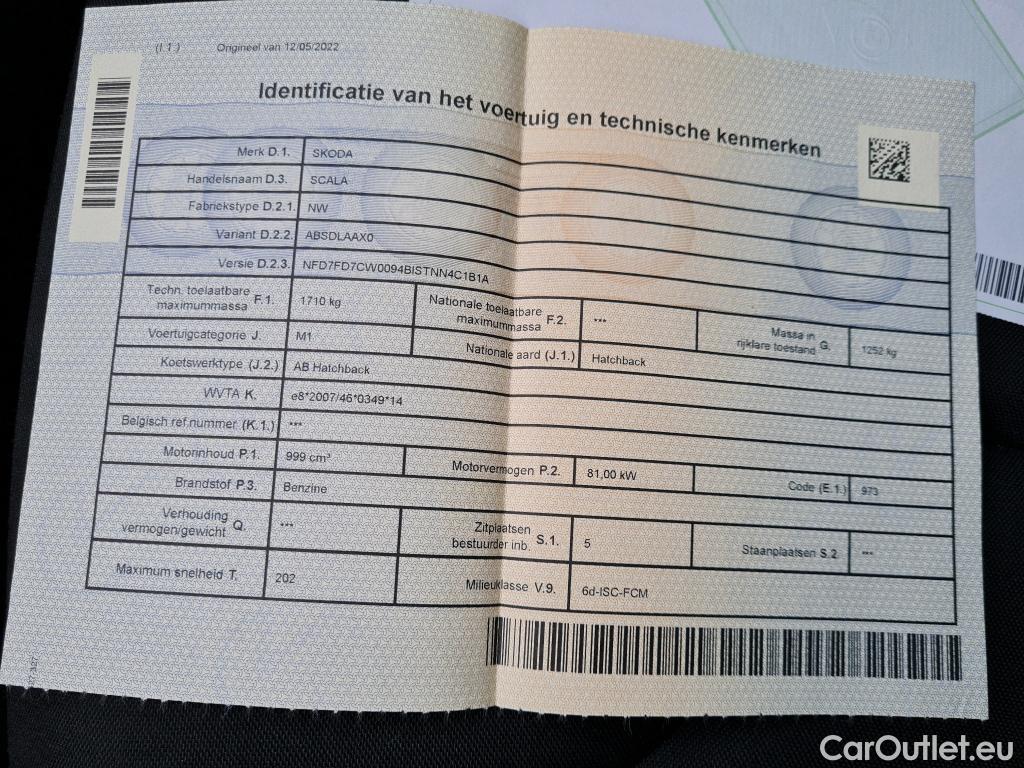 (I.1) Origineel van 12/05/2022
Identificatie van het voertuig en technische kenmerken
Merk D.1. SKODA
Handelsnaam D.3. SCALA
Fabriekstype D.2.1. NW
Variant D.2.2. ABSDLAAX0
Versie D.2.3. NFD7FD7CW0094BISTNN4C1B1A
Techn. toelaatbare maximummassa F.1. 1710 kg Nationale toelaatbare maximummassa F.2. *** Massa in rijklare toestand G. 1252 kg
Voertuigcategorie J. M1 Nationale aard (J.1.) Hatchback
Koetswerktype (J.2.) AB Hatchback
WVTA K. e8*2007/46*0349*14
Belgisch ref.nummer (K.1.) ***
Motorinhoud P.1. 999 cm³ Motorvermogen P.2. 81,00 kW Code (E.1.) 973
Brandstof P.3. Benzine
Verhouding vermogen/gewicht Q. *** Zitplaatsen bestuurder inb. S.1. 5 Staanplaatsen S.2 ***
Maximum snelheid T. 202 Milieuklasse V.9. 6d-ISC-FCM
CarOutlet.eu